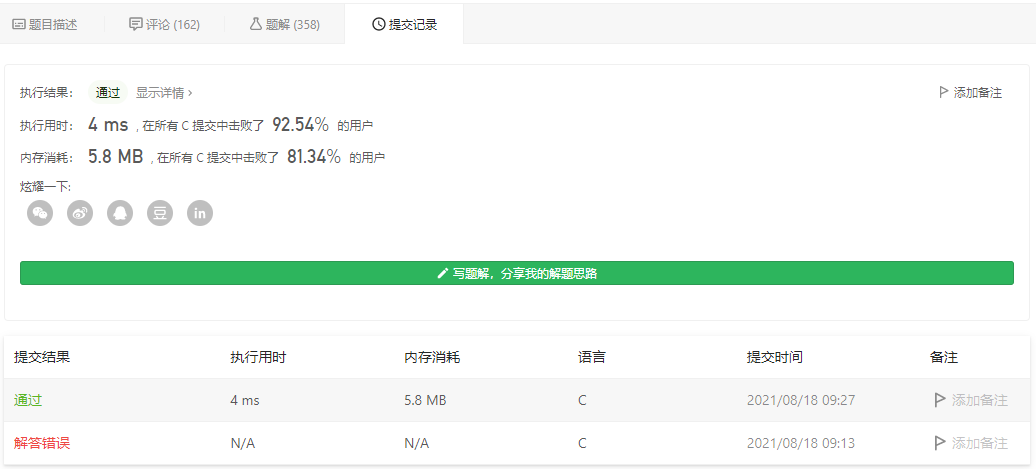 题目描述 评论 (162) 题解 (358) 提交记录
执行结果： 通过 显示详情 › 添加备注
执行用时： 4 ms , 在所有 C 提交中击败了 92.54% 的用户
内存消耗： 5.8 MB , 在所有 C 提交中击败了 81.34% 的用户
炫耀一下:
豆 in
写题解，分享我的解题思路
提交结果 执行用时 内存消耗 语言 提交时间 备注
通过 4 ms 5.8 MB C 2021/08/18 09:27 添加备注
解答错误 N/A N/A C 2021/08/18 09:13 添加备注